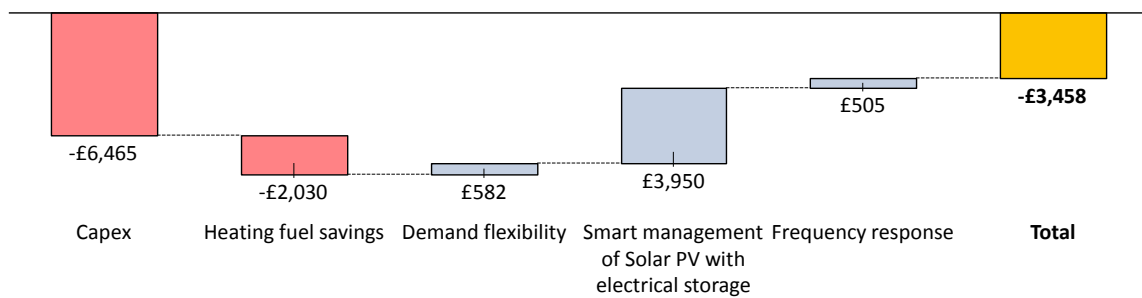 -£6,465
-£2,030
£582
£3,950
£505
-£3,458
Capex
Heating fuel savings
Demand flexibility
Smart management
of Solar PV with
electrical storage
Frequency response
Total